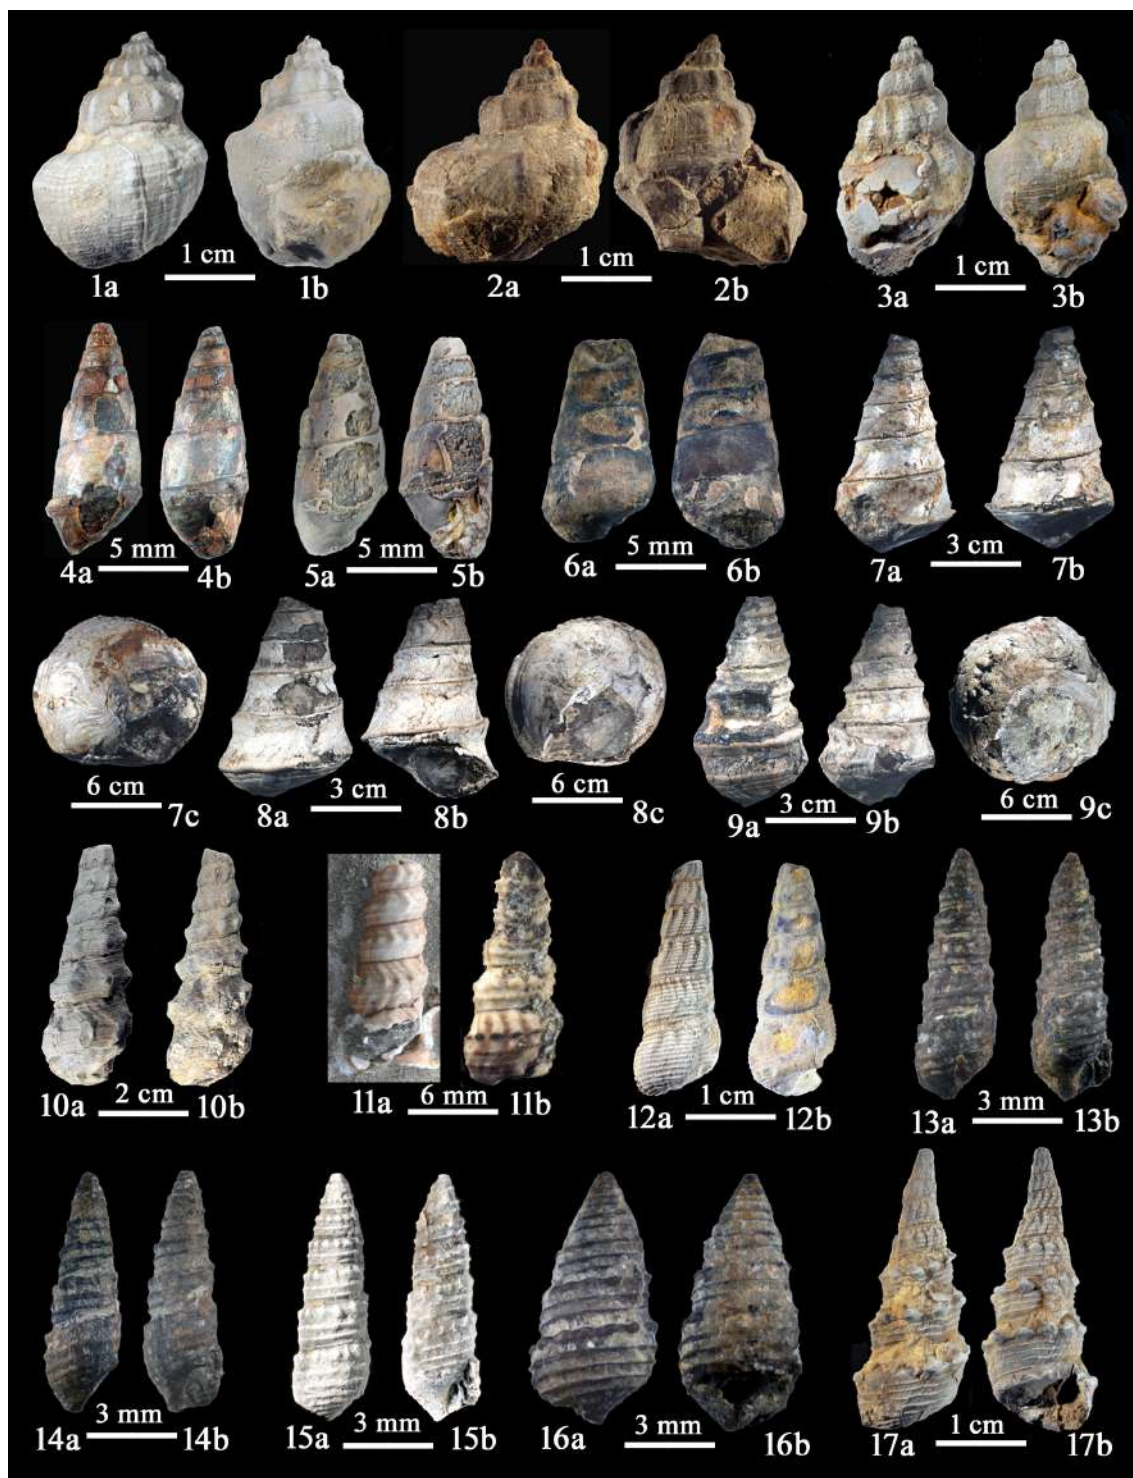 1a 1 cm 1b 2a 1 cm 2b 3a 1 cm 3b
4a 5 mm 4b 5a 5 mm 5b 6a 5 mm 6b 7a 3 cm 7b
6 cm 7c 8a 3 cm 8b 6 cm 8c 9a 3 cm 9b 6 cm 9c
10a 2 cm 10b 11a 6 mm 11b 12a 1 cm 12b 13a 3 mm 13b
14a 3 mm 14b 15a 3 mm 15b 16a 3 mm 16b 17a 1 cm 17b